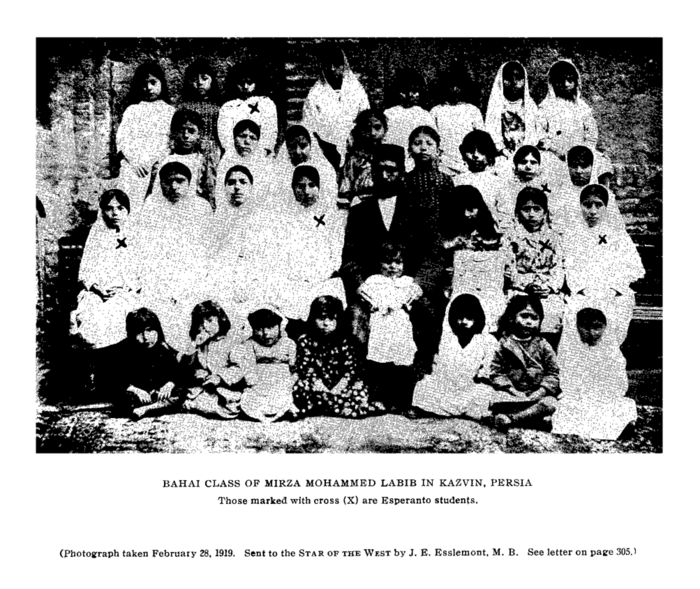 BAHAI CLASS OF MIRZA MOHAMMED LABIB IN KAZVIN, PERSIA
Those marked with cross (X) are Esperanto students.
(Photograph taken February 28, 1919. Sent to the STAR OF THE WEST by J. E. Esslemont, M. B. See letter on page 305.)